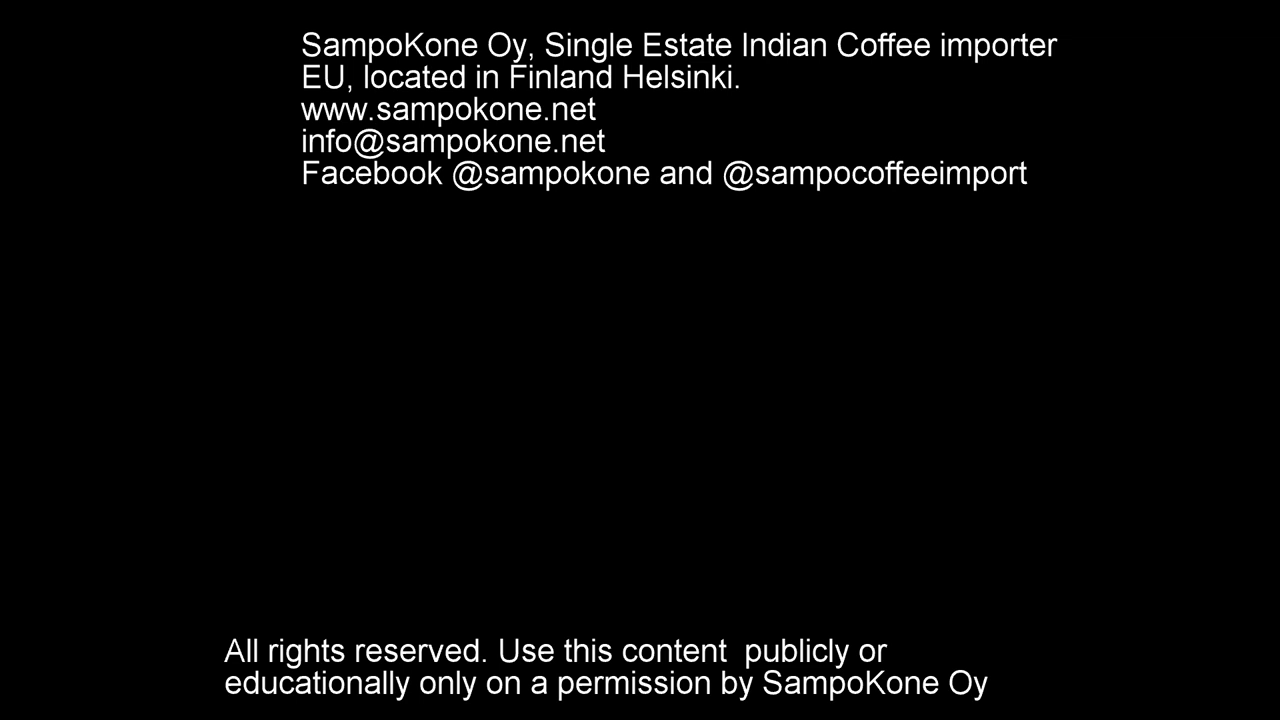 SampoKone Oy, Single Estate Indian Coffee importer
EU, located in Finland Helsinki.
www.sampokone.net
info@sampokone.net
Facebook @sampokone and @sampocoffeeimport
All rights reserved. Use this content  publicly or
educationally only on a permission by SampoKone Oy